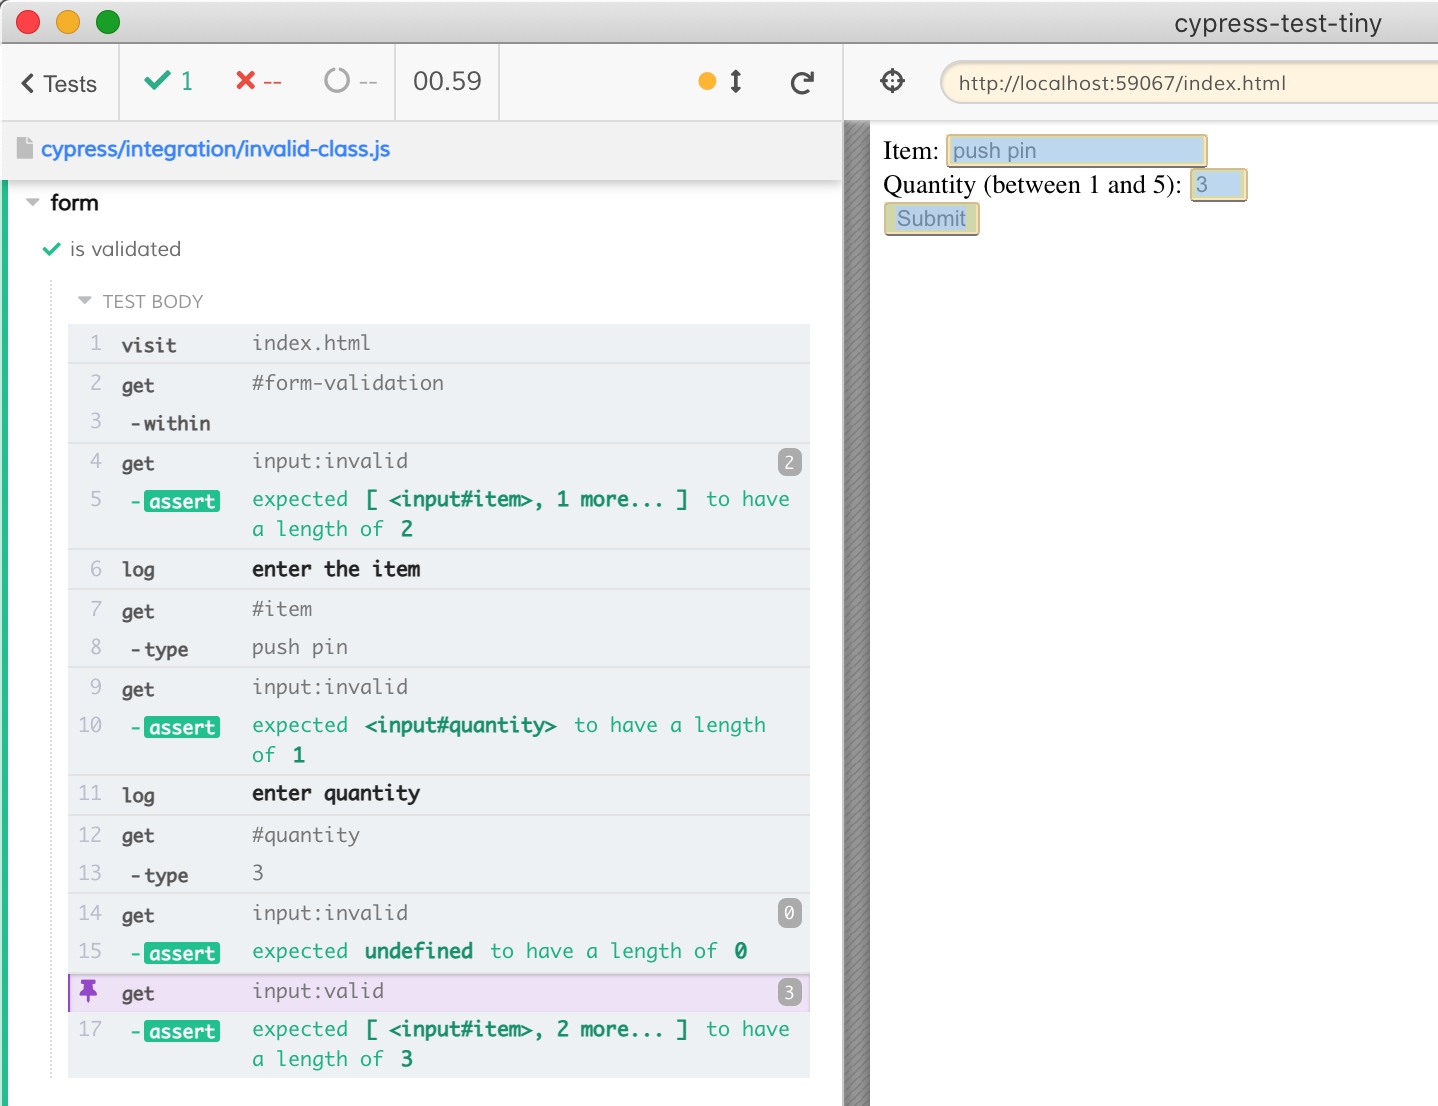 cypress-test-tiny
Tests
1
--
--
00.59
http://localhost:59067/index.html
cypress/integration/invalid-class.js
form
is validated
TEST BODY
1 visit index.html
2 get #form-validation
3 -within
4 get input:invalid 2
5 -assert expected [ <input#item>, 1 more... ] to have
a length of 2
6 log enter the item
7 get #item
8 -type push pin
9 get input:invalid
10 -assert expected <input#quantity> to have a length
of 1
11 log enter quantity
12 get #quantity
13 -type 3
14 get input:invalid 0
15 -assert expected undefined to have a length of 0
get input:valid 3
17 -assert expected [ <input#item>, 2 more... ] to have
a length of 3
Item: push pin
Quantity (between 1 and 5): 3
Submit